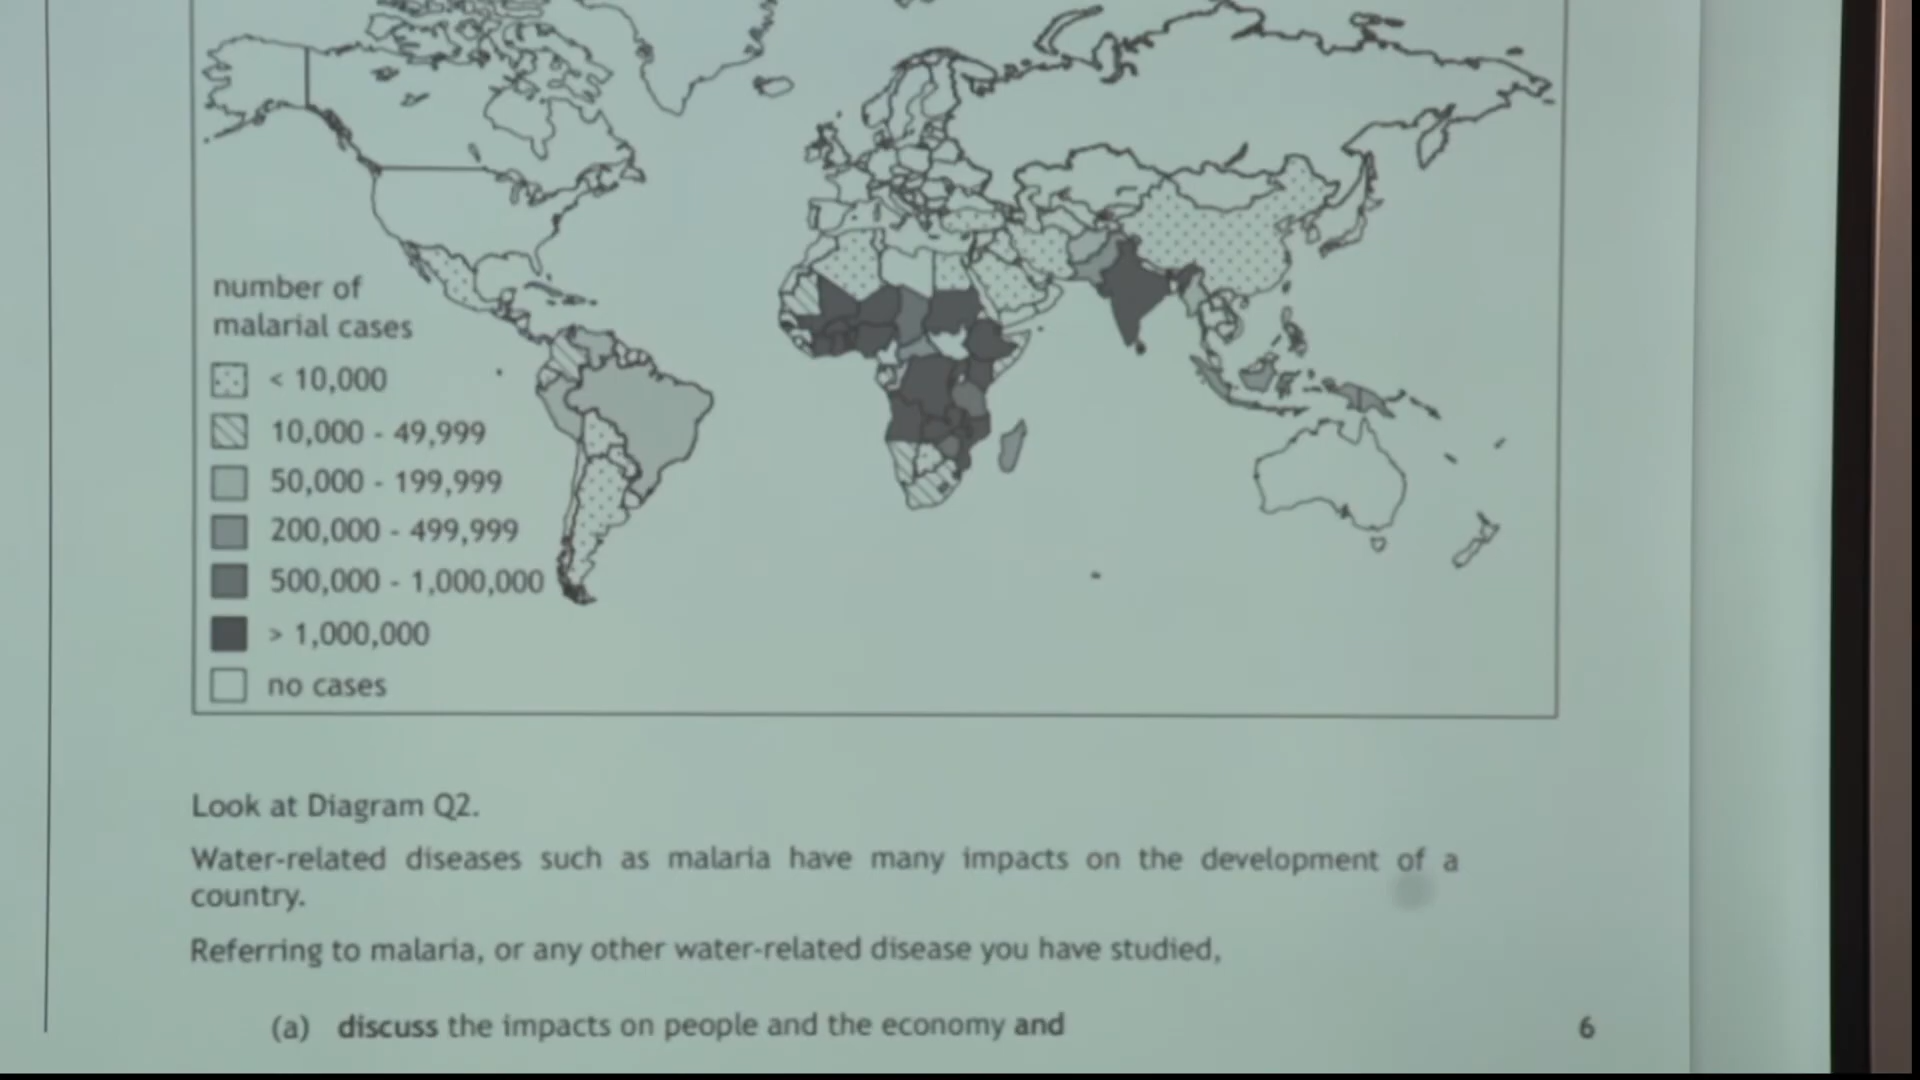 number of
malarial cases
< 10,000
10,000 - 49,999
50,000 - 199,999
200,000 - 499,999
500,000 - 1,000,000
> 1,000,000
no cases
Look at Diagram Q2.
Water-related diseases such as malaria have many impacts on the development of a
country.
Referring to malaria, or any other water-related disease you have studied,
(a) discuss the impacts on people and the economy and 6